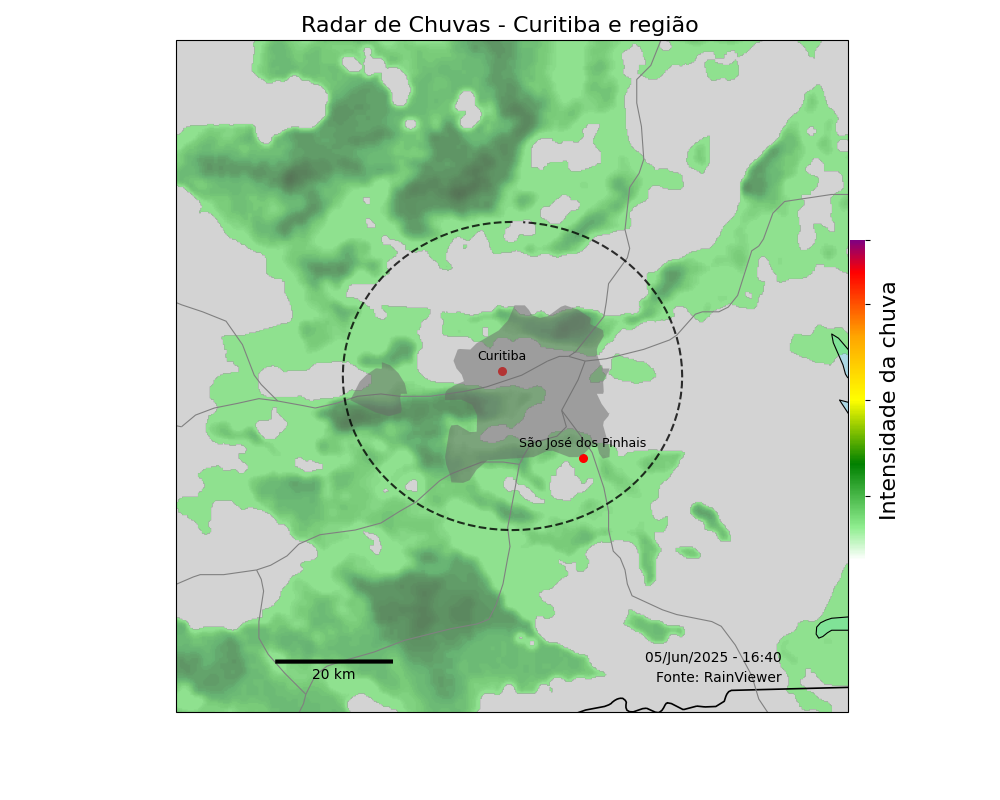 Radar de Chuvas - Curitiba e região
Curitiba
São José dos Pinhais
Intensidade da chuva
05/Jun/2025 - 16:40
Fonte: RainViewer
20 km